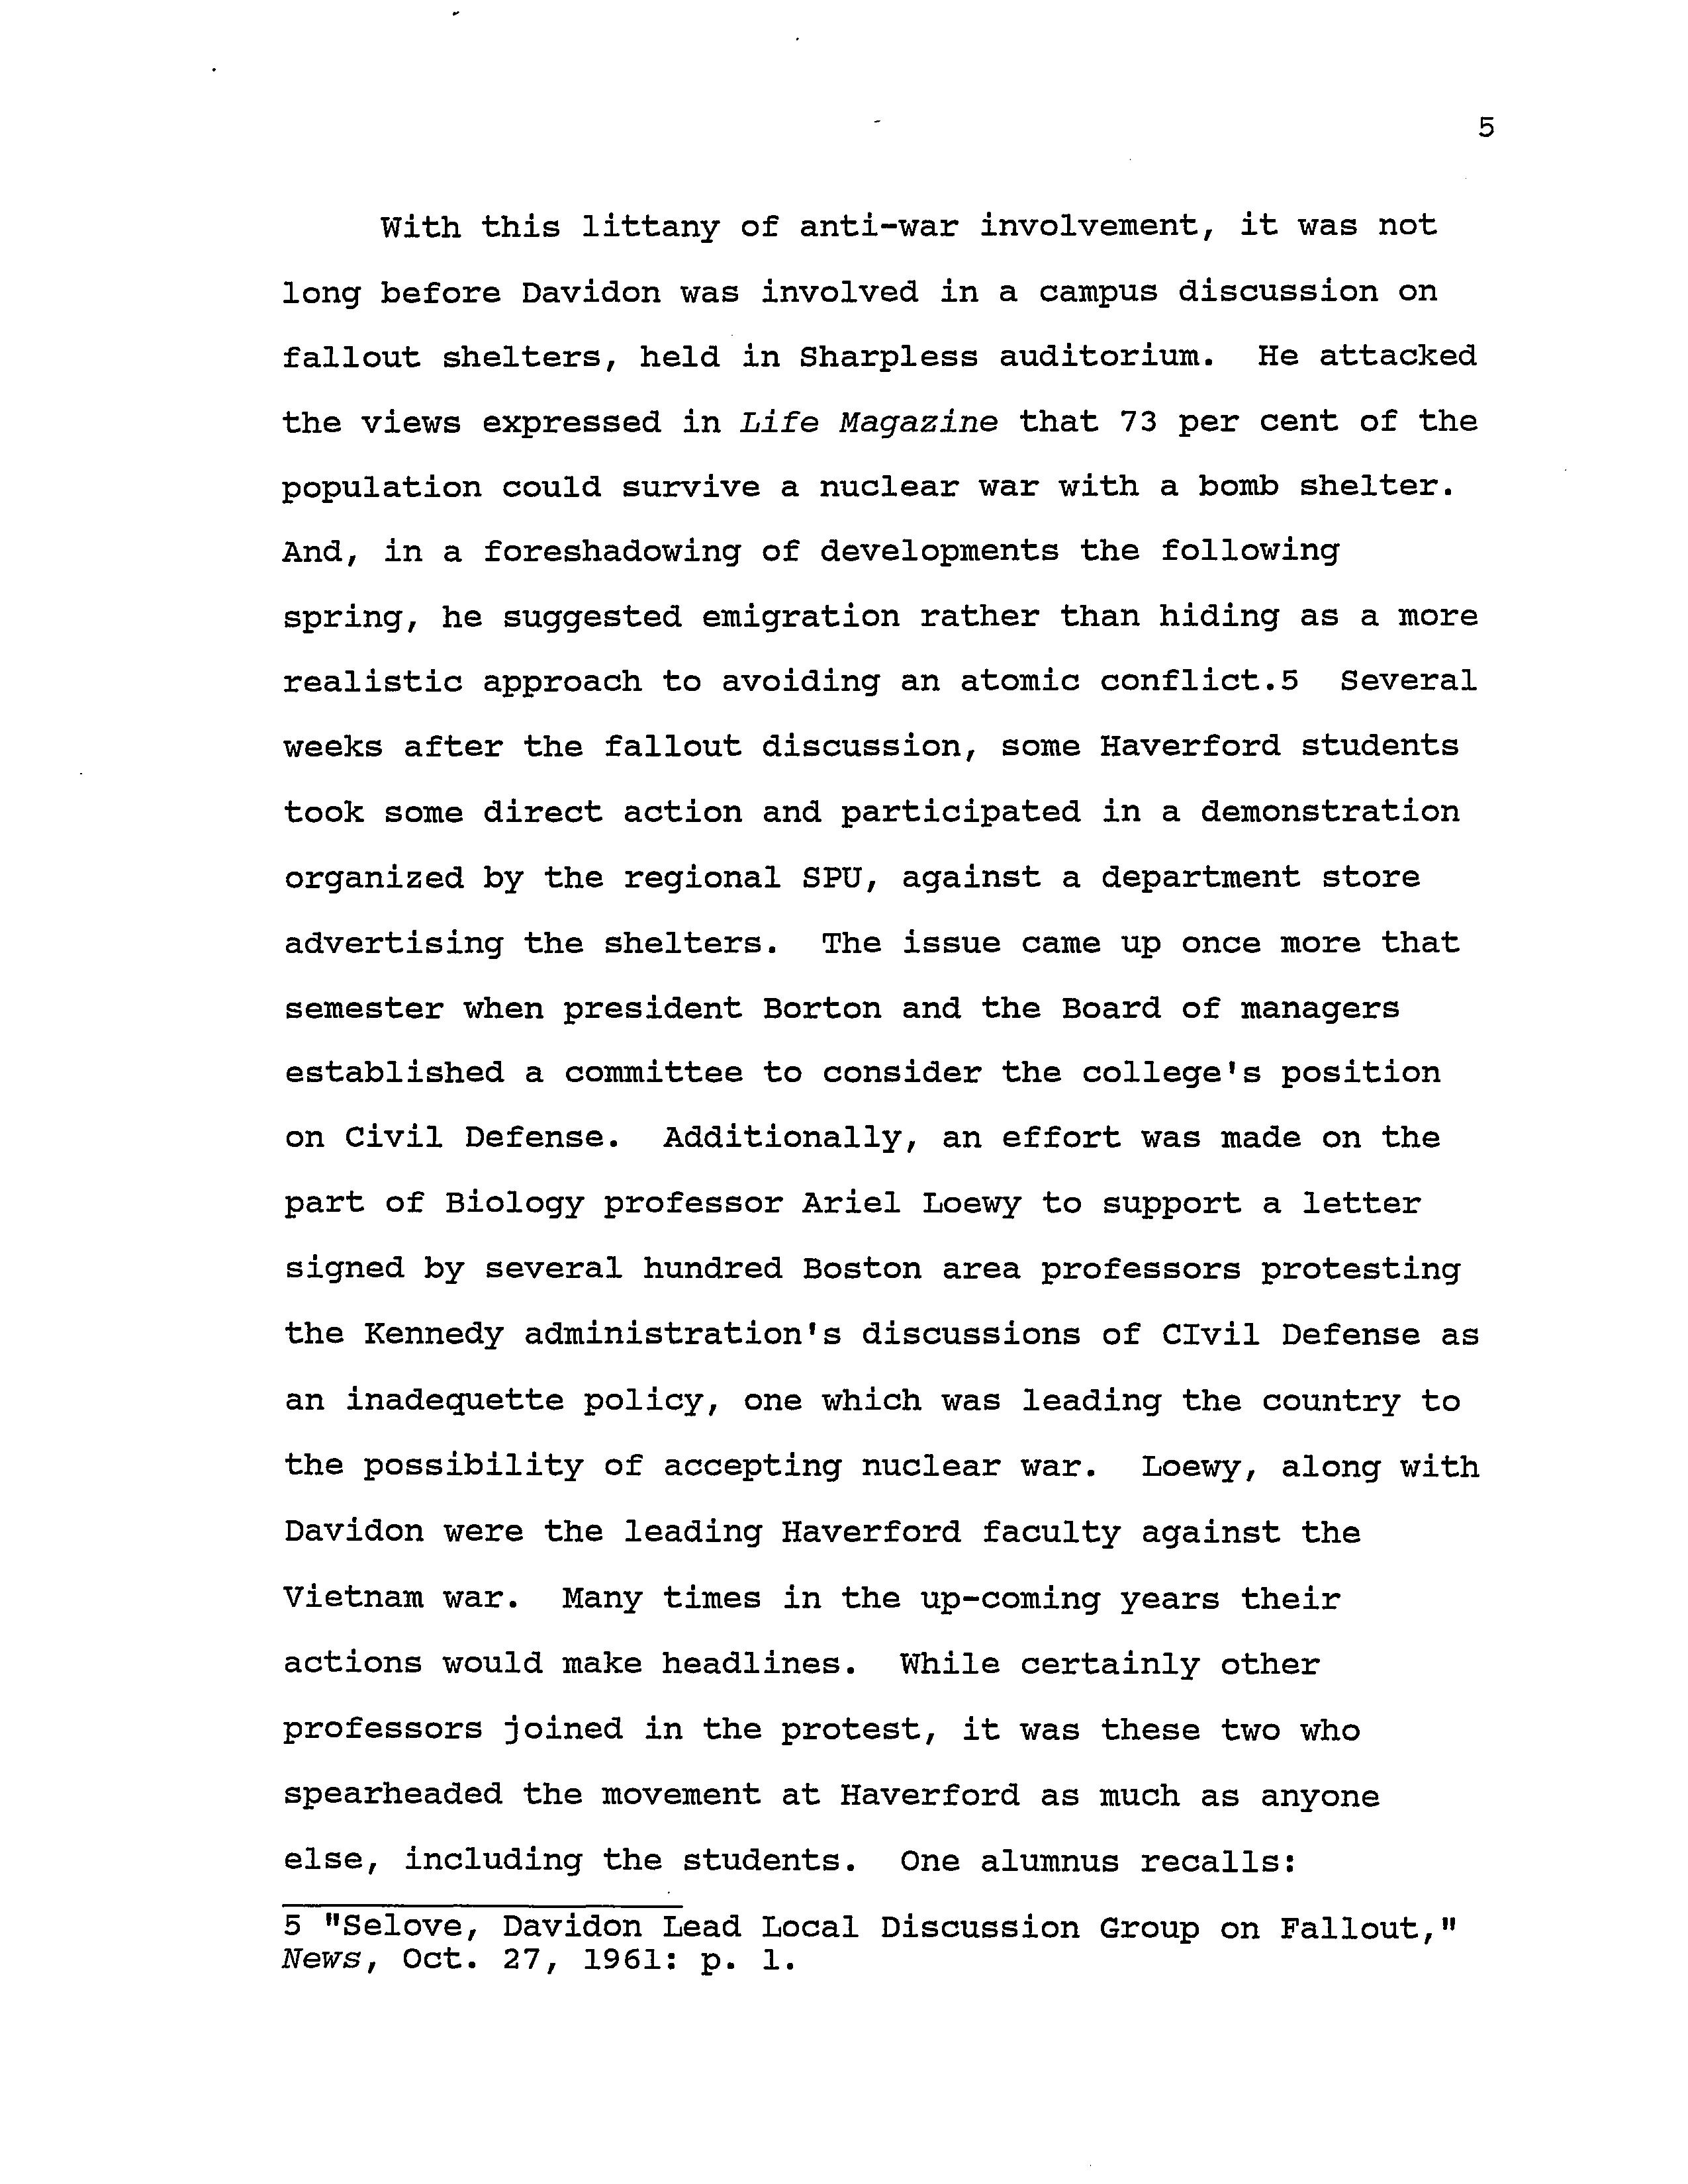 5
With this littany of anti-war involvement, it was not
long before Davidon was involved in a campus discussion on
fallout shelters, held in Sharpless auditorium.  He attacked
the views expressed in Life Magazine that 73 per cent of the
population could survive a nuclear war with a bomb shelter.
And, in a foreshadowing of developments the following
spring, he suggested emigration rather than hiding as a more
realistic approach to avoiding an atomic conflict.5  Several
weeks after the fallout discussion, some Haverford students
took some direct action and participated in a demonstration
organized by the regional SPU, against a department store
advertising the shelters.  The issue came up once more that
semester when president Borton and the Board of managers
established a committee to consider the college's position
on Civil Defense.  Additionally, an effort was made on the
part of Biology professor Ariel Loewy to support a letter
signed by several hundred Boston area professors protesting
the Kennedy administration's discussions of CIvil Defense as
an inadequette policy, one which was leading the country to
the possibility of accepting nuclear war.  Loewy, along with
Davidon were the leading Haverford faculty against the
Vietnam war.  Many times in the up-coming years their
actions would make headlines.  While certainly other
professors joined in the protest, it was these two who
spearheaded the movement at Haverford as much as anyone
else, including the students.  One alumnus recalls:
5 "Selove, Davidon Lead Local Discussion Group on Fallout,"
News, Oct. 27, 1961: p. 1.